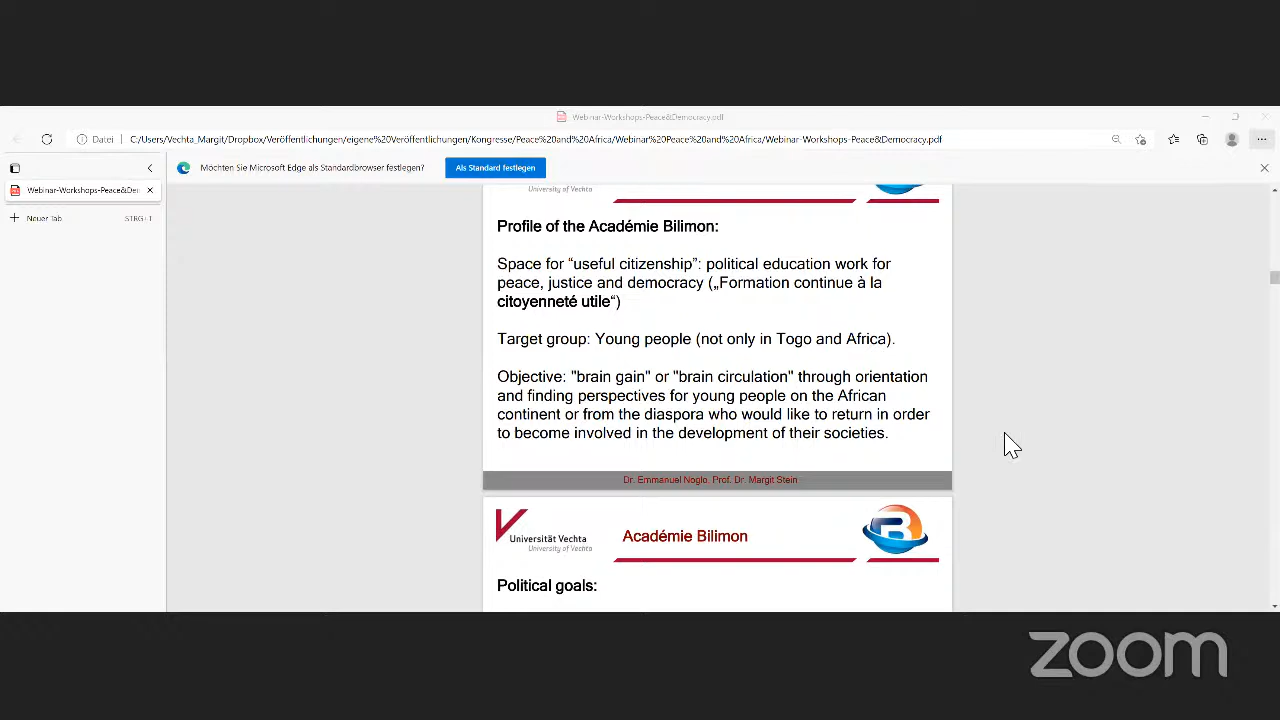 Webinar-Workshops-Peace&Democracy.pdf
Datei C:/Users/Vechta_Margit/Dropbox/Veröffentlichungen/eigene%20Veröffentlichungen/Kongresse/Peace%20and%20Africa/Webinar%20Peace%20and%20Africa/Webinar-Workshops-Peace&Democracy.pdf
Möchten Sie Microsoft Edge als Standardbrowser festlegen? Als Standard festlegen
Webinar-Workshops-Peace&Den
Neuer Tab STRG+T
University of Vechta
Profile of the Académie Bilimon:
Space for “useful citizenship”: political education work for
peace, justice and democracy („Formation continue à la
citoyenneté utile“)
Target group: Young people (not only in Togo and Africa).
Objective: "brain gain" or "brain circulation" through orientation
and finding perspectives for young people on the African
continent or from the diaspora who would like to return in order
to become involved in the development of their societies.
Dr. Emmanuel Noglo, Prof. Dr. Margit Stein
Universität Vechta
University of Vechta
Académie Bilimon
B
Political goals:
zoom